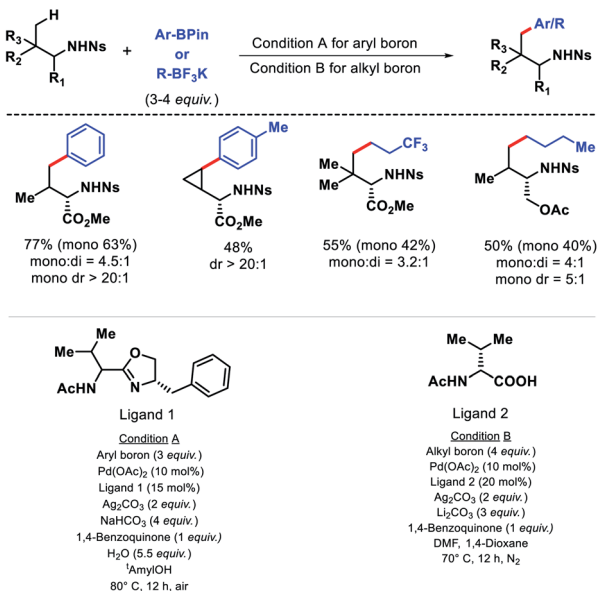 H
R3
R2
NHNs
R1
+
Ar-BPin
or
R-BF3K
(3-4 equiv.)
Condition A for aryl boron
Condition B for alkyl boron
Ar/R
R3
R2
NHNs
R1
Me
NHNs
CO2Me
77% (mono 63%)
mono:di = 4.5:1
mono dr > 20:1
Me
NHNs
CO2Me
48%
dr > 20:1
CF3
Me
Me
NHNs
CO2Me
55% (mono 42%)
mono:di = 3.2:1
Me
Me
NHNs
OAc
50% (mono 40%)
mono:di = 4:1
mono dr = 5:1
Me
Me
O
N
AcHN
Ligand 1
Condition A
Aryl boron (3 equiv.)
Pd(OAc)2 (10 mol%)
Ligand 1 (15 mol%)
Ag2CO3 (2 equiv.)
NaHCO3 (4 equiv.)
1,4-Benzoquinone (1 equiv.)
H2O (5.5 equiv.)
tAmylOH
80° C, 12 h, air
Me
Me
AcHN
COOH
Ligand 2
Condition B
Alkyl boron (4 equiv.)
Pd(OAc)2 (10 mol%)
Ligand 2 (20 mol%)
Ag2CO3 (2 equiv.)
Li2CO3 (3 equiv.)
1,4-Benzoquinone (1 equiv.)
DMF, 1,4-Dioxane
70° C, 12 h, N2